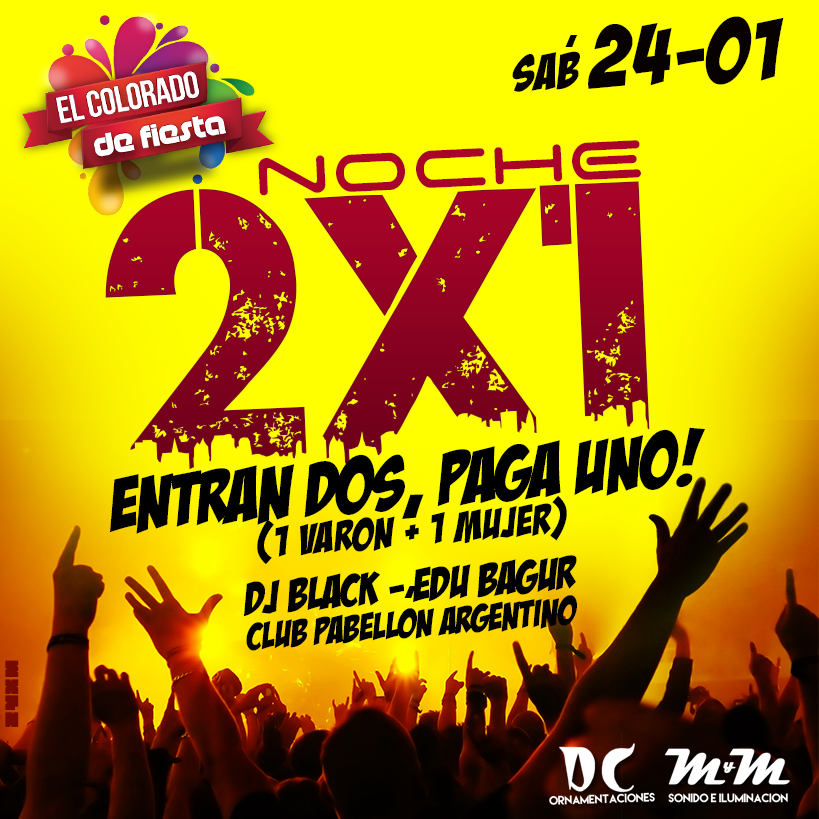 EL COLORADO
de fiesta
SÁB 24-01
NOCHE
2X1
ENTRAN DOS, PAGA UNO!
(1 VARON + 1 MUJER)
DJ BLACK - EDU BAGUR
CLUB PABELLON ARGENTINO
DC
ORNAMENTACIONES
MyM
SONIDO E ILUMINACION